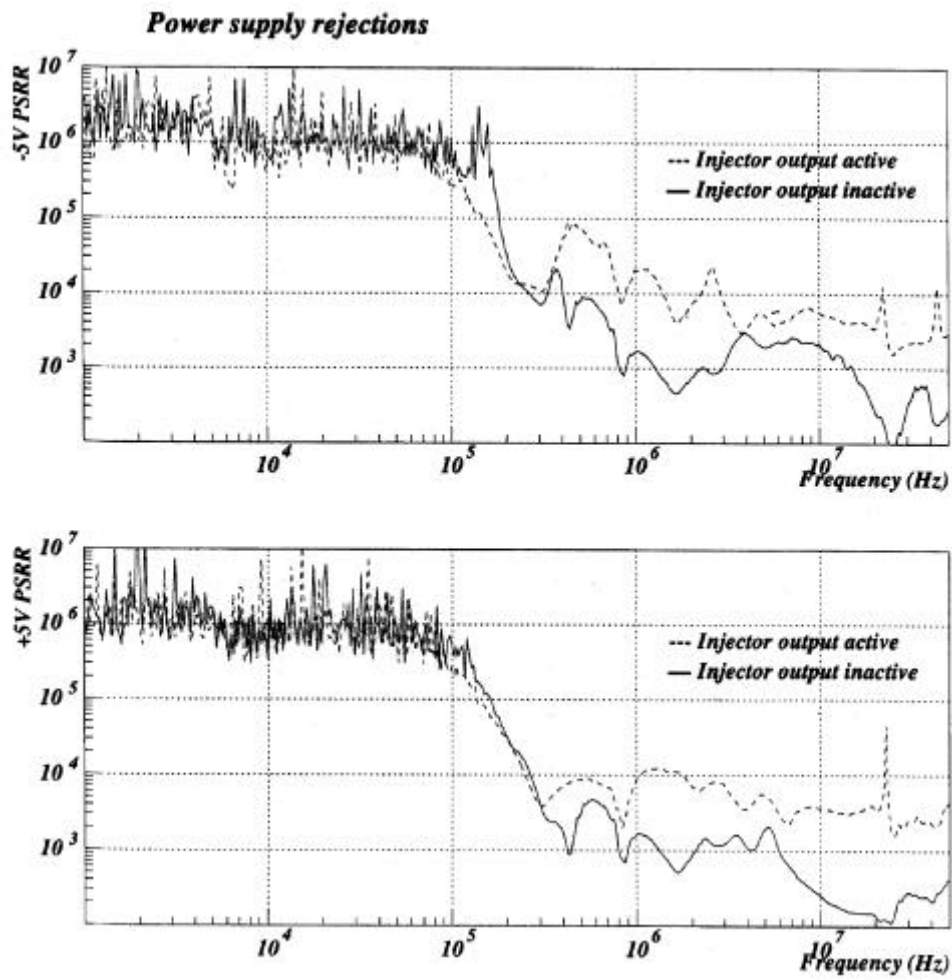 Power supply rejections
-5V PSRR
10^7
10^6
10^5
10^4
10^3
Injector output active
Injector output inactive
10^4 10^5 10^6 10^7
Frequency (Hz)
+5V PSRR
10^7
10^6
10^5
10^4
10^3
Injector output active
Injector output inactive
10^4 10^5 10^6 10^7
Frequency (Hz)